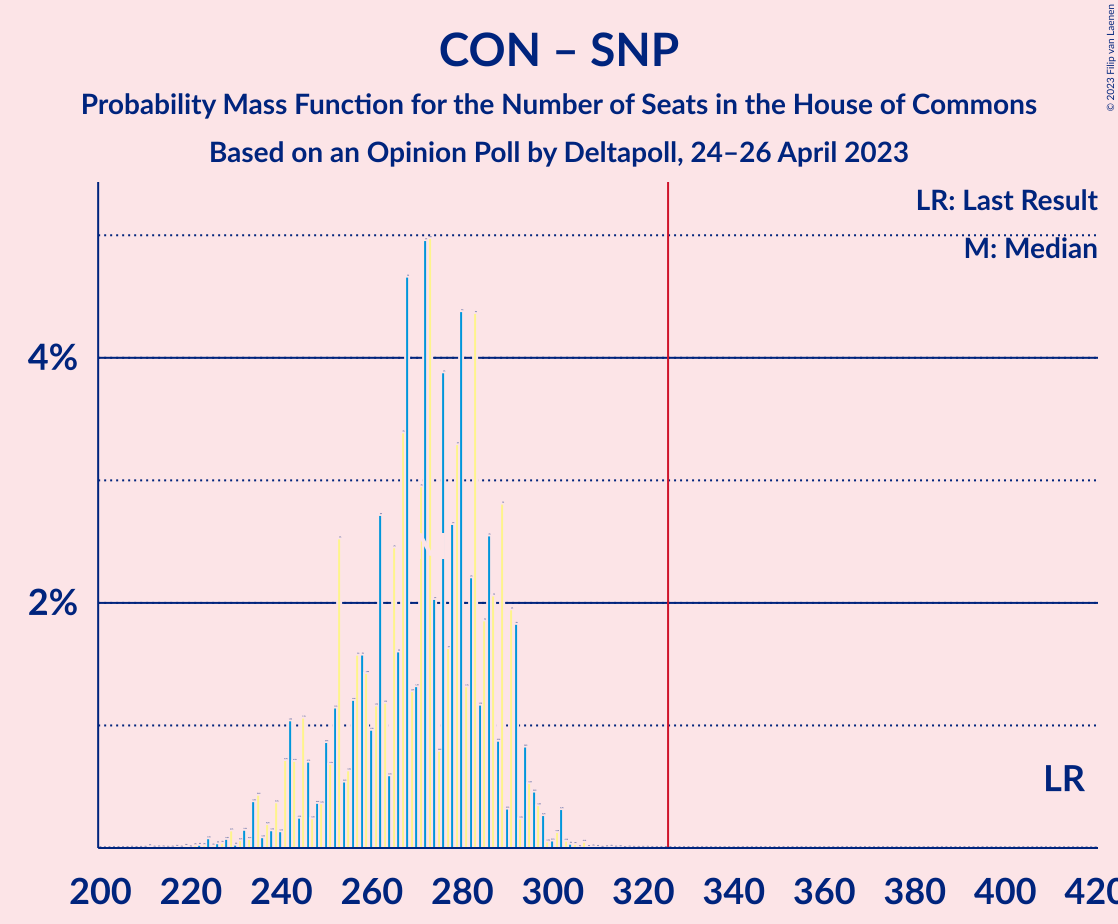 CON – SNP
Probability Mass Function for the Number of Seats in the House of Commons
Based on an Opinion Poll by Deltapoll, 24–26 April 2023
© 2023 Filip van Laenen
LR: Last Result
M: Median
4%
2%
LR
200 220 240 260 280 300 320 340 360 380 400 420